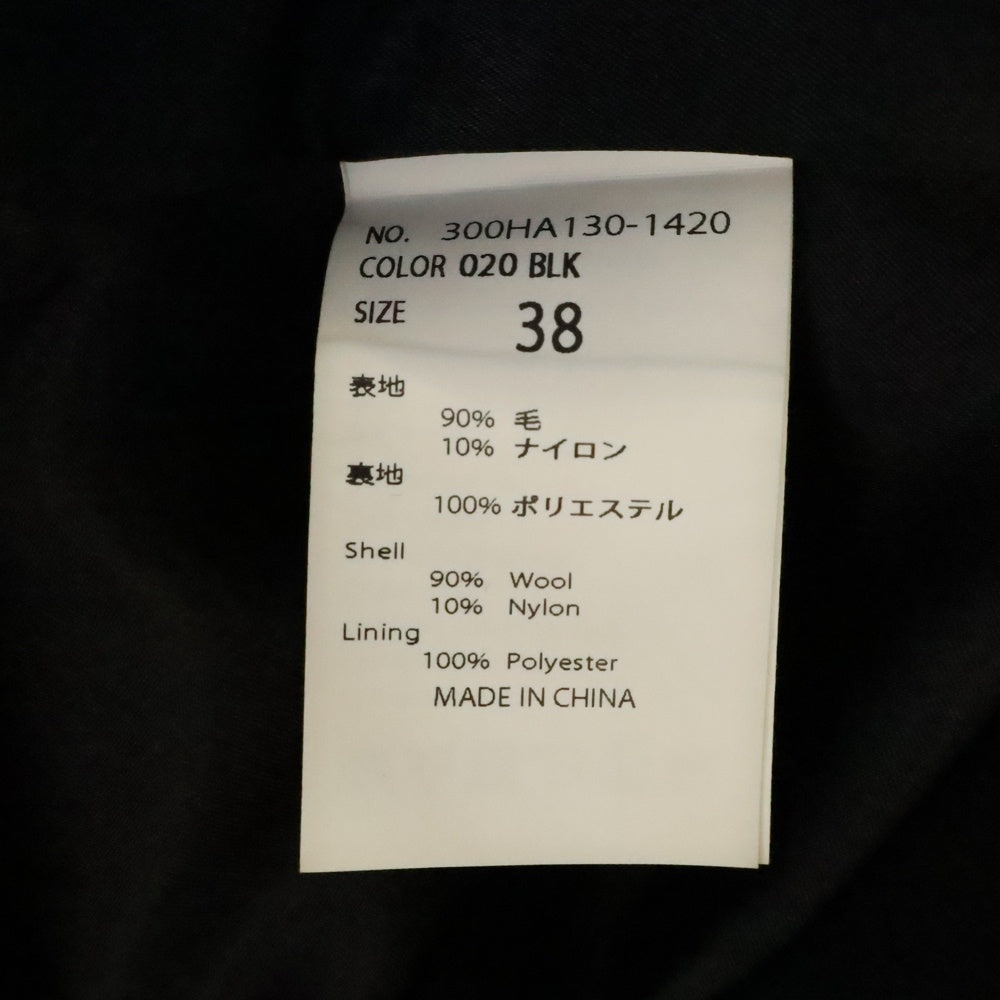 NO. 300HA130-1420
COLOR 020 BLK
SIZE 38
表地
90% 毛
10% ナイロン
裏地
100% ポリエステル
Shell
90% Wool
10% Nylon
Lining
100% Polyester
MADE IN CHINA